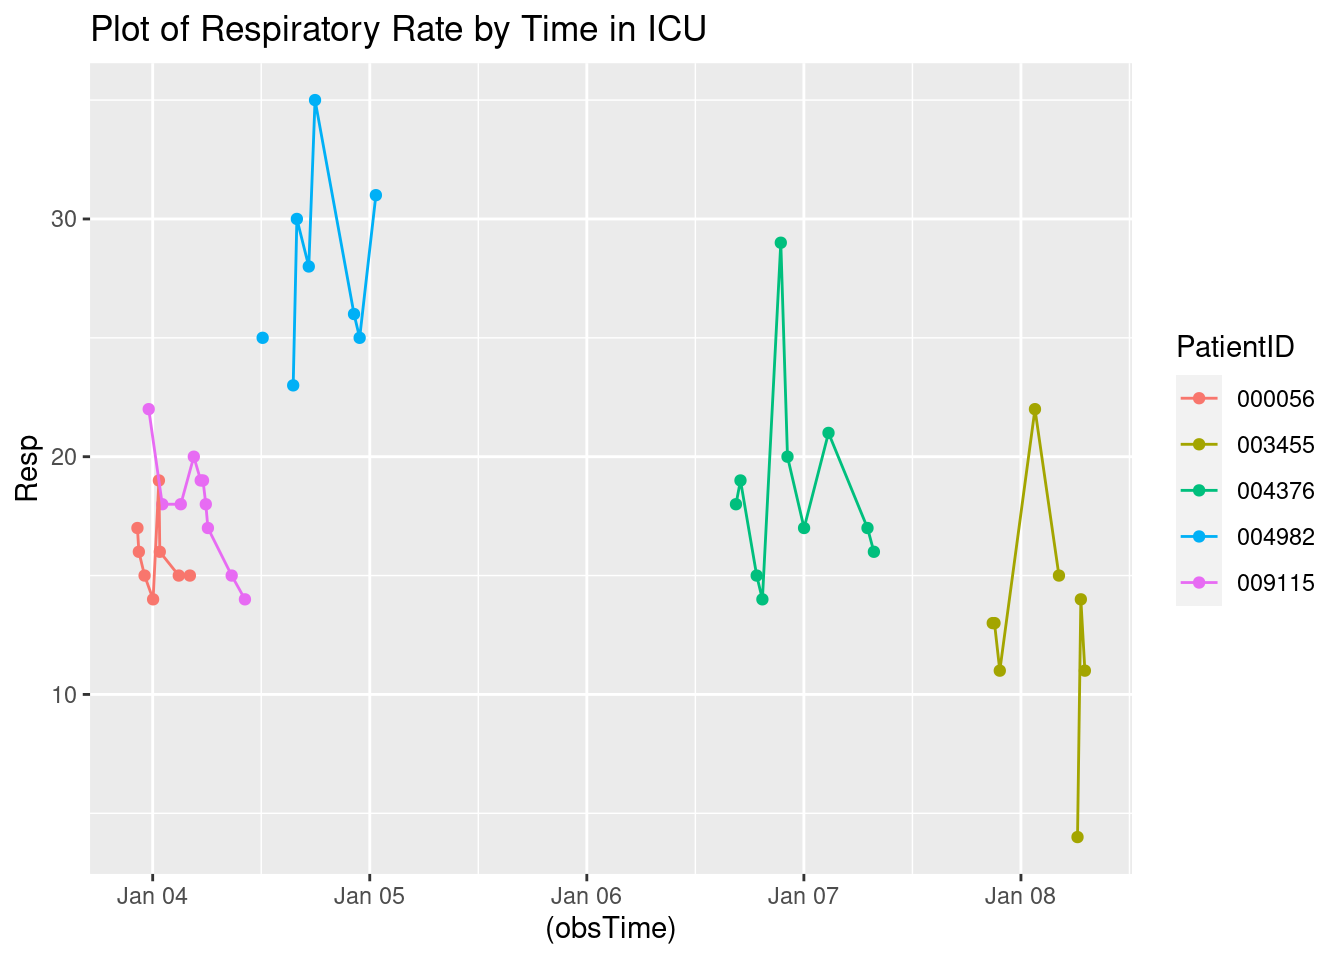 Plot of Respiratory Rate by Time in ICU
Resp
30
20
10
Jan 04
Jan 05
Jan 06
Jan 07
Jan 08
(obsTime)
PatientID
000056
003455
004376
004982
009115